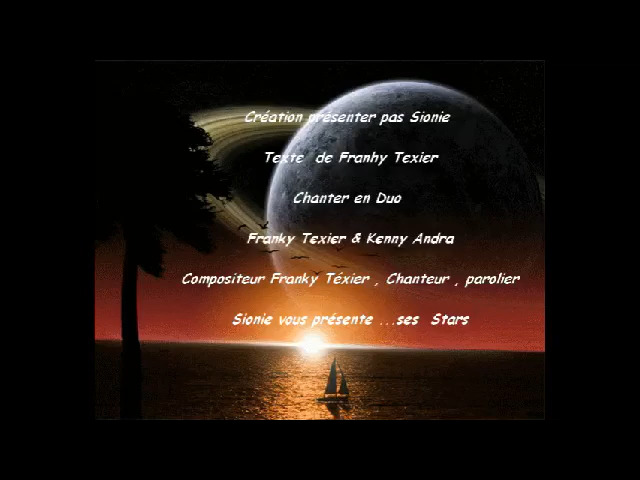 Création présenter pas Sionie
Texte de Franhy Texier
Chanter en Duo
Franky Texier & Kenny Andra
Compositeur Franky Téxier , Chanteur , parolier
Sionie vous présente ...ses Stars